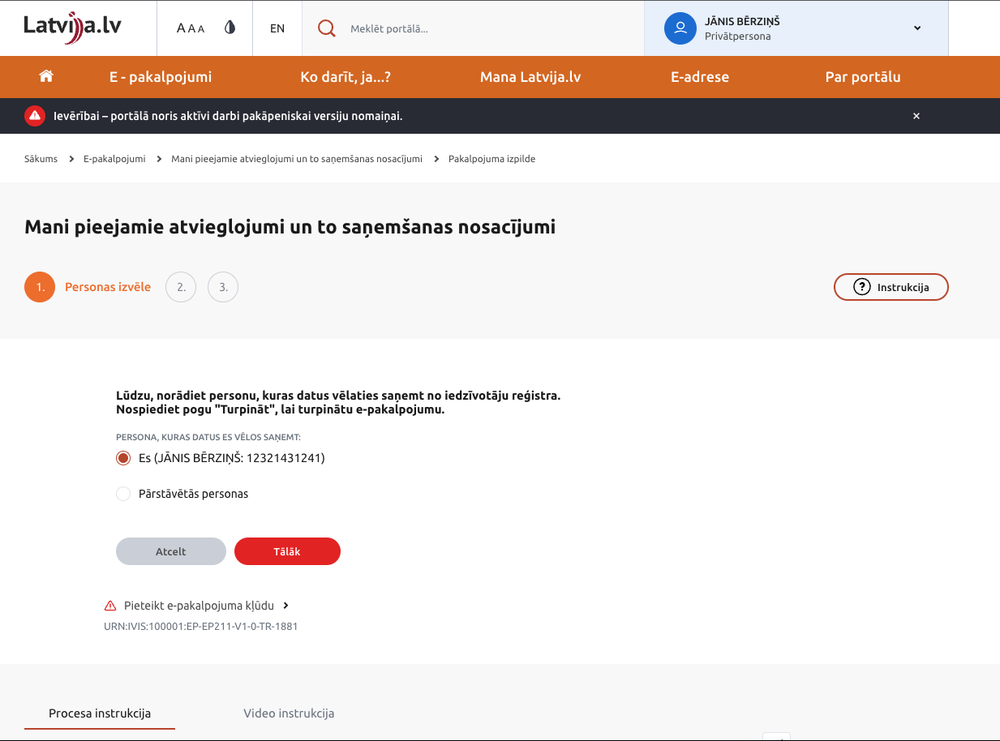 Latvija.lv
A A A
EN
Meklēt portālā...
JĀNIS BĒRZIŅŠ
Privātpersona
E - pakalpojumi
Ko darīt, ja...?
Mana Latvija.lv
E-adrese
Par portālu
Ievērībai – portālā noris aktīvi darbi pakāpeniskai versiju nomaiņai.
Sākums > E-pakalpojumi > Mani pieejamie atvieglojumi un to saņemšanas nosacījumi > Pakalpojuma izpilde
Mani pieejamie atvieglojumi un to saņemšanas nosacījumi
1. Personas izvēle 2. 3.
? Instrukcija
Lūdzu, norādiet personu, kuras datus vēlaties saņemt no iedzīvotāju reģistra.
Nospiediet pogu "Turpināt", lai turpinātu e-pakalpojumu.
PERSONA, KURAS DATUS ES VĒLOS SAŅEMT:
Es (JĀNIS BĒRZIŅŠ: 12321431241)
Pārstāvētās personas
Atcelt
Tālāk
Pieteikt e-pakalpojuma kļūdu >
URN:IVIS:100001:EP-EP211-V1-0-TR-1881
Procesa instrukcija
Video instrukcija